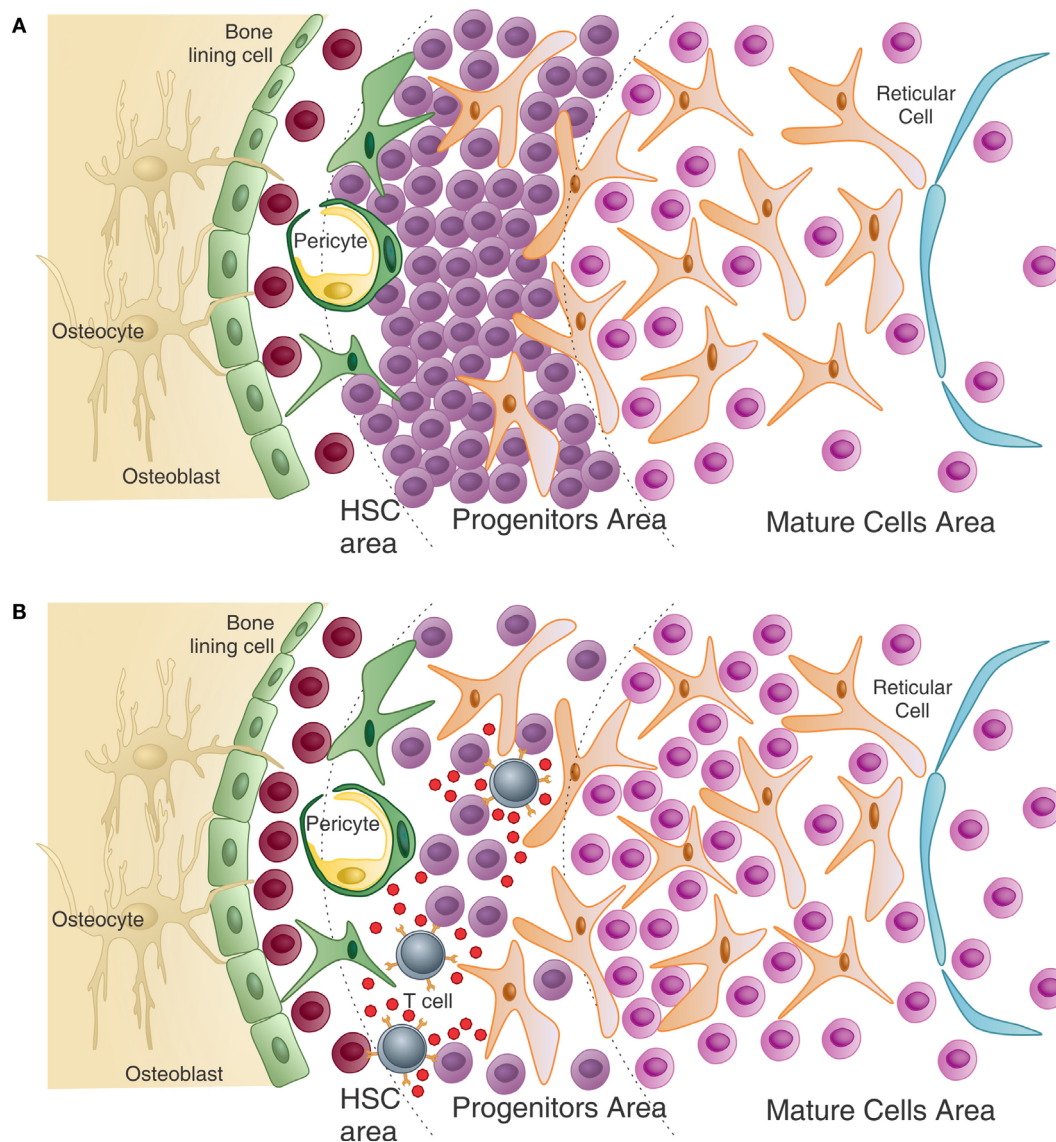 A
Bone
lining cell
Reticular
Cell
Pericyte
Osteocyte
Osteoblast
HSC
area
Progenitors Area
Mature Cells Area
B
Bone
lining cell
Reticular
Cell
Pericyte
Osteocyte
T cell
Osteoblast
HSC
area
Progenitors Area
Mature Cells Area